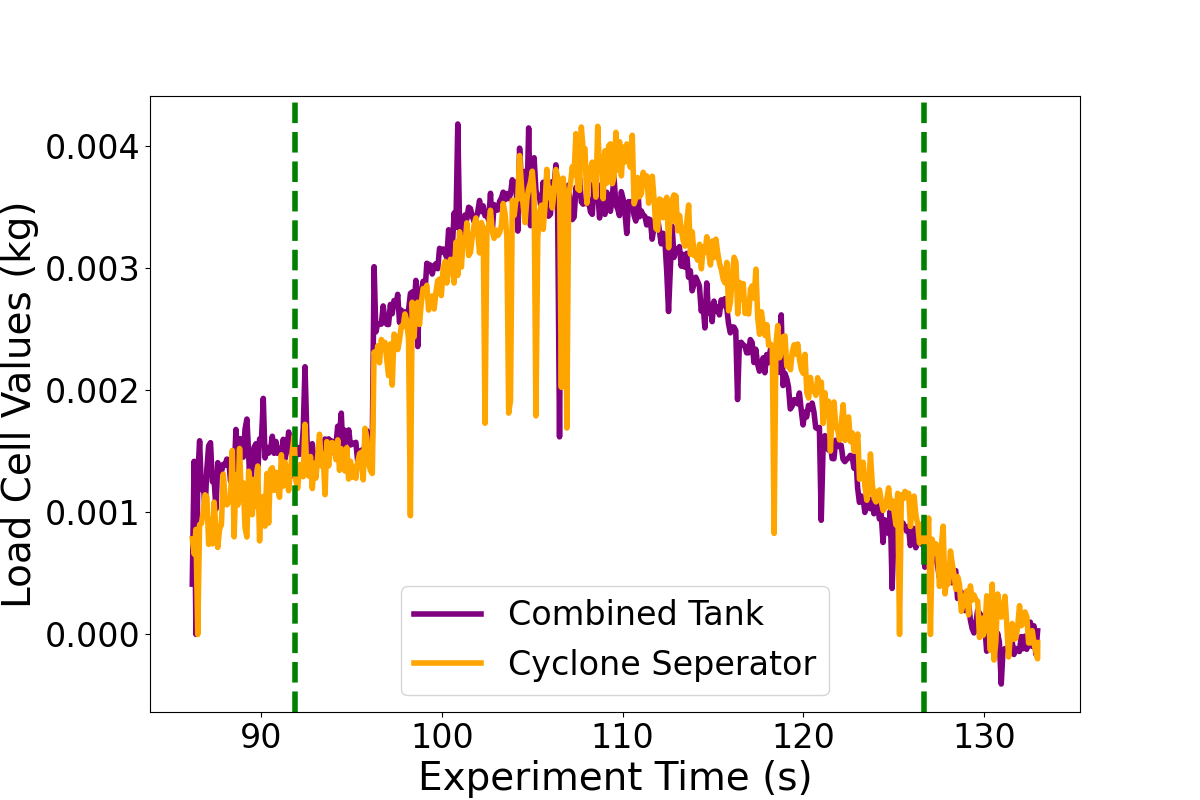 Load Cell Values (kg)
0.004
0.003
0.002
0.001
0.000
Combined Tank
Cyclone Seperator
90 100 110 120 130
Experiment Time (s)